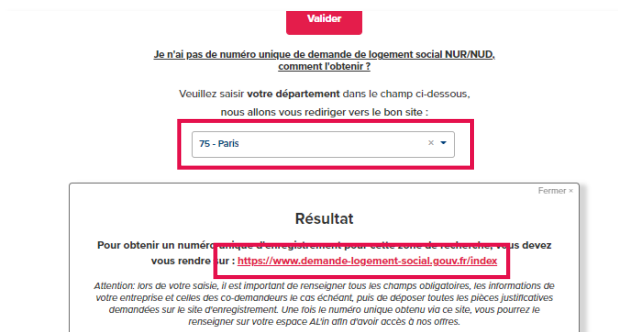 Valider
Je n'ai pas de numéro unique de demande de logement social NUR/NUD,
comment l'obtenir ?
Veuillez saisir votre département dans le champ ci-dessous,
nous allons vous rediriger vers le bon site :
75 - Paris × 
Fermer ×
Résultat
Pour obtenir un numéro unique d'enregistrement pour cette zone de recherche, vous devez
vous rendre sur : https://www.demande-logement-social.gouv.fr/index
Attention: lors de votre saisie, il est important de renseigner tous les champs obligatoires, les informations de
votre entreprise et celles des co-demandeurs le cas échéant, puis de déposer toutes les pièces justificatives
demandées sur le site d'enregistrement. Une fois le numéro unique obtenu via ce site, vous pourrez le
renseigner sur votre espace AL'in afin d'avoir accès à nos offres.